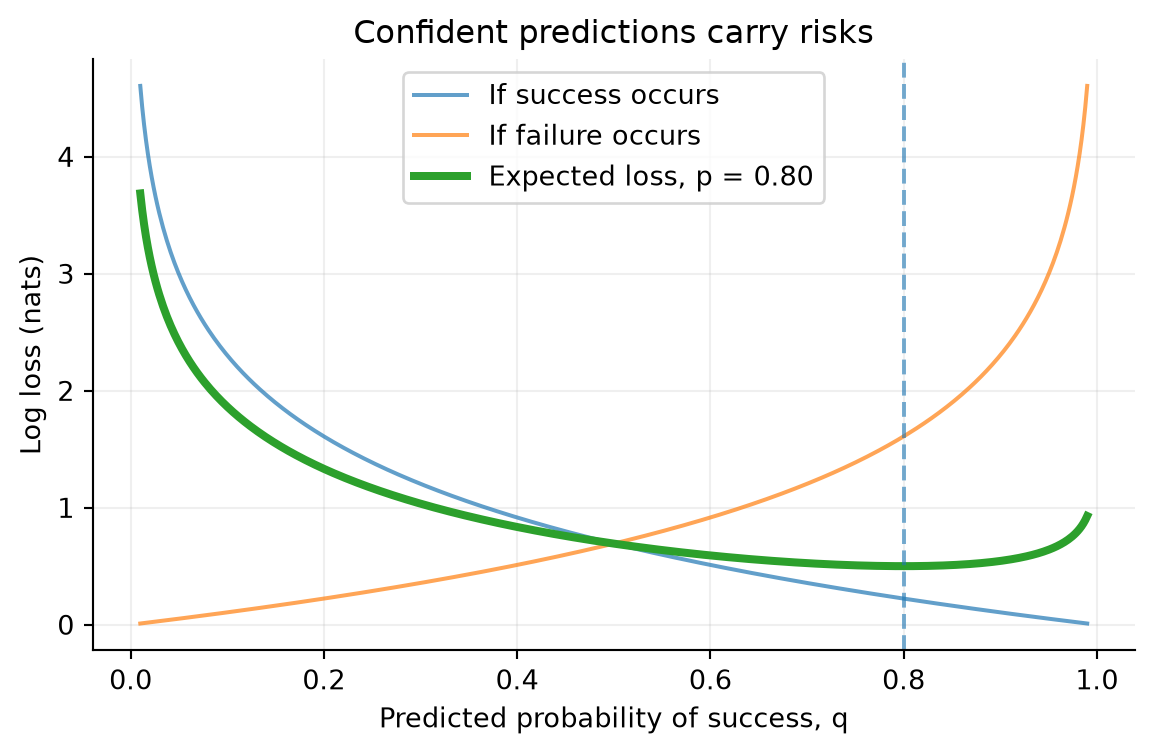 Confident predictions carry risks
If success occurs
If failure occurs
Expected loss, p = 0.80
Log loss (nats)
4
3
2
1
0
0.0 0.2 0.4 0.6 0.8 1.0
Predicted probability of success, q